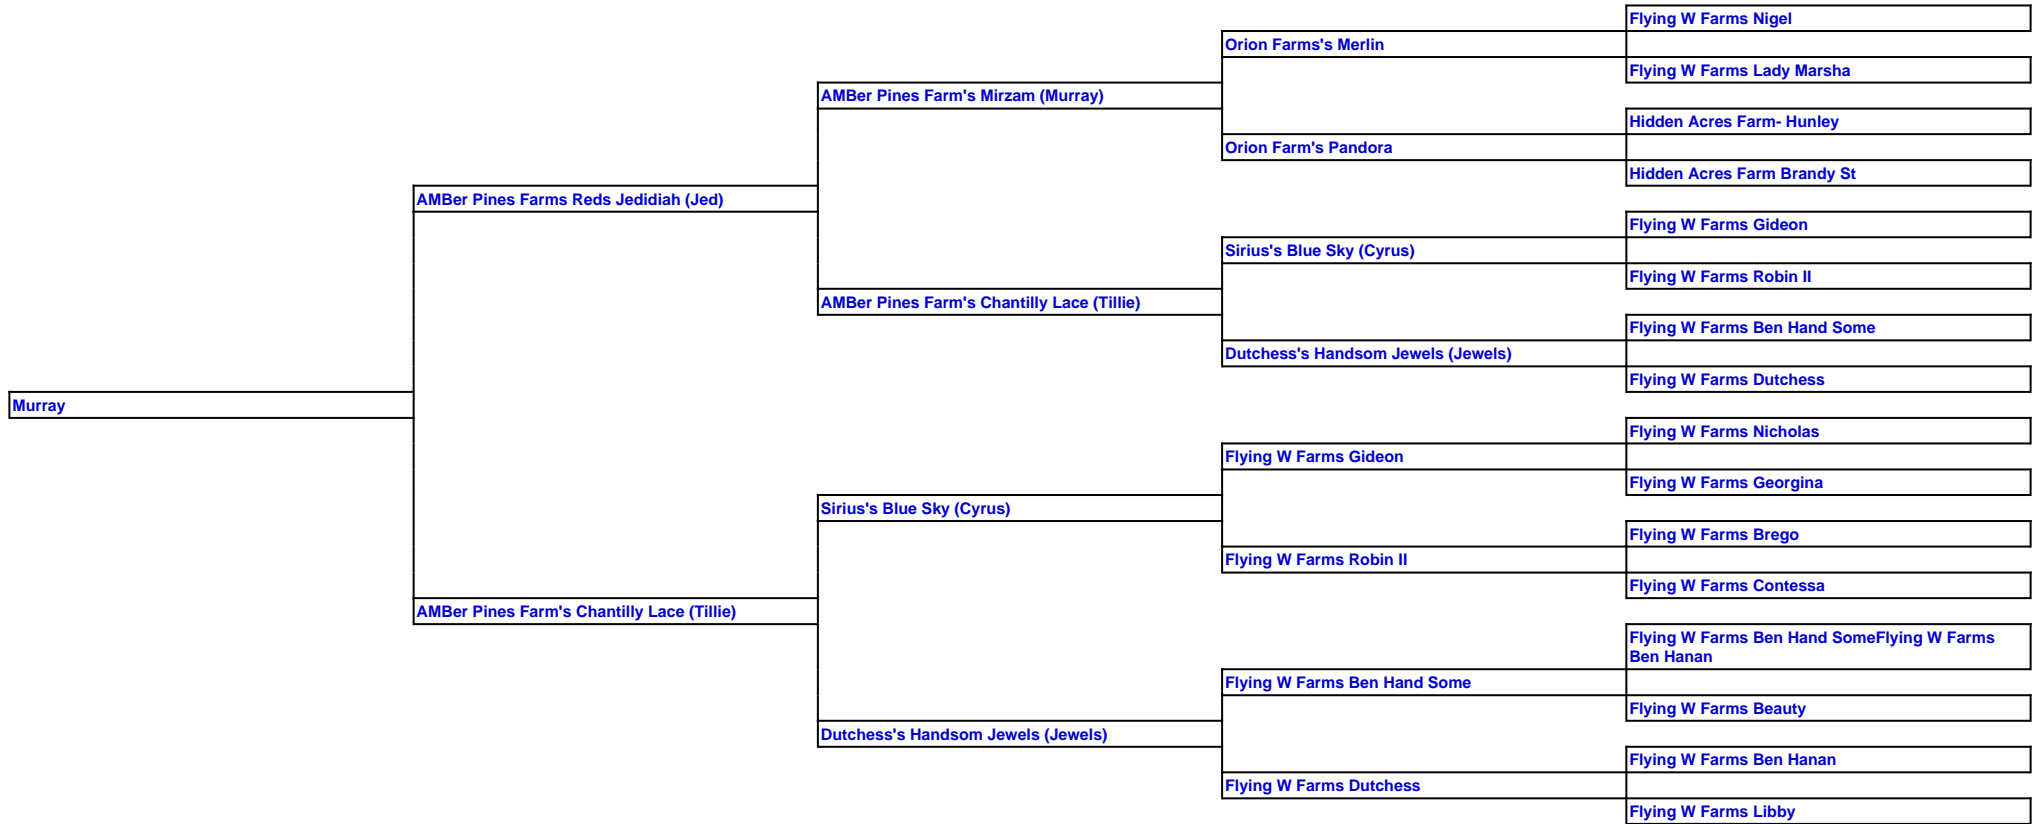 Flying W Farms Nigel
Orion Farms's Merlin
Flying W Farms Lady Marsha
AMBer Pines Farm's Mirzam (Murray)
Hidden Acres Farm- Hunley
Orion Farm's Pandora
Hidden Acres Farm Brandy St
AMBer Pines Farms Reds Jedidiah (Jed)
Flying W Farms Gideon
Sirius's Blue Sky (Cyrus)
Flying W Farms Robin II
AMBer Pines Farm's Chantilly Lace (Tillie)
Flying W Farms Ben Hand Some
Dutchess's Handsom Jewels (Jewels)
Flying W Farms Dutchess
Murray
Flying W Farms Nicholas
Flying W Farms Gideon
Flying W Farms Georgina
Sirius's Blue Sky (Cyrus)
Flying W Farms Brego
Flying W Farms Robin II
Flying W Farms Contessa
AMBer Pines Farm's Chantilly Lace (Tillie)
Flying W Farms Ben Hand SomeFlying W Farms
Ben Hanan
Flying W Farms Ben Hand Some
Flying W Farms Beauty
Dutchess's Handsom Jewels (Jewels)
Flying W Farms Ben Hanan
Flying W Farms Dutchess
Flying W Farms Libby